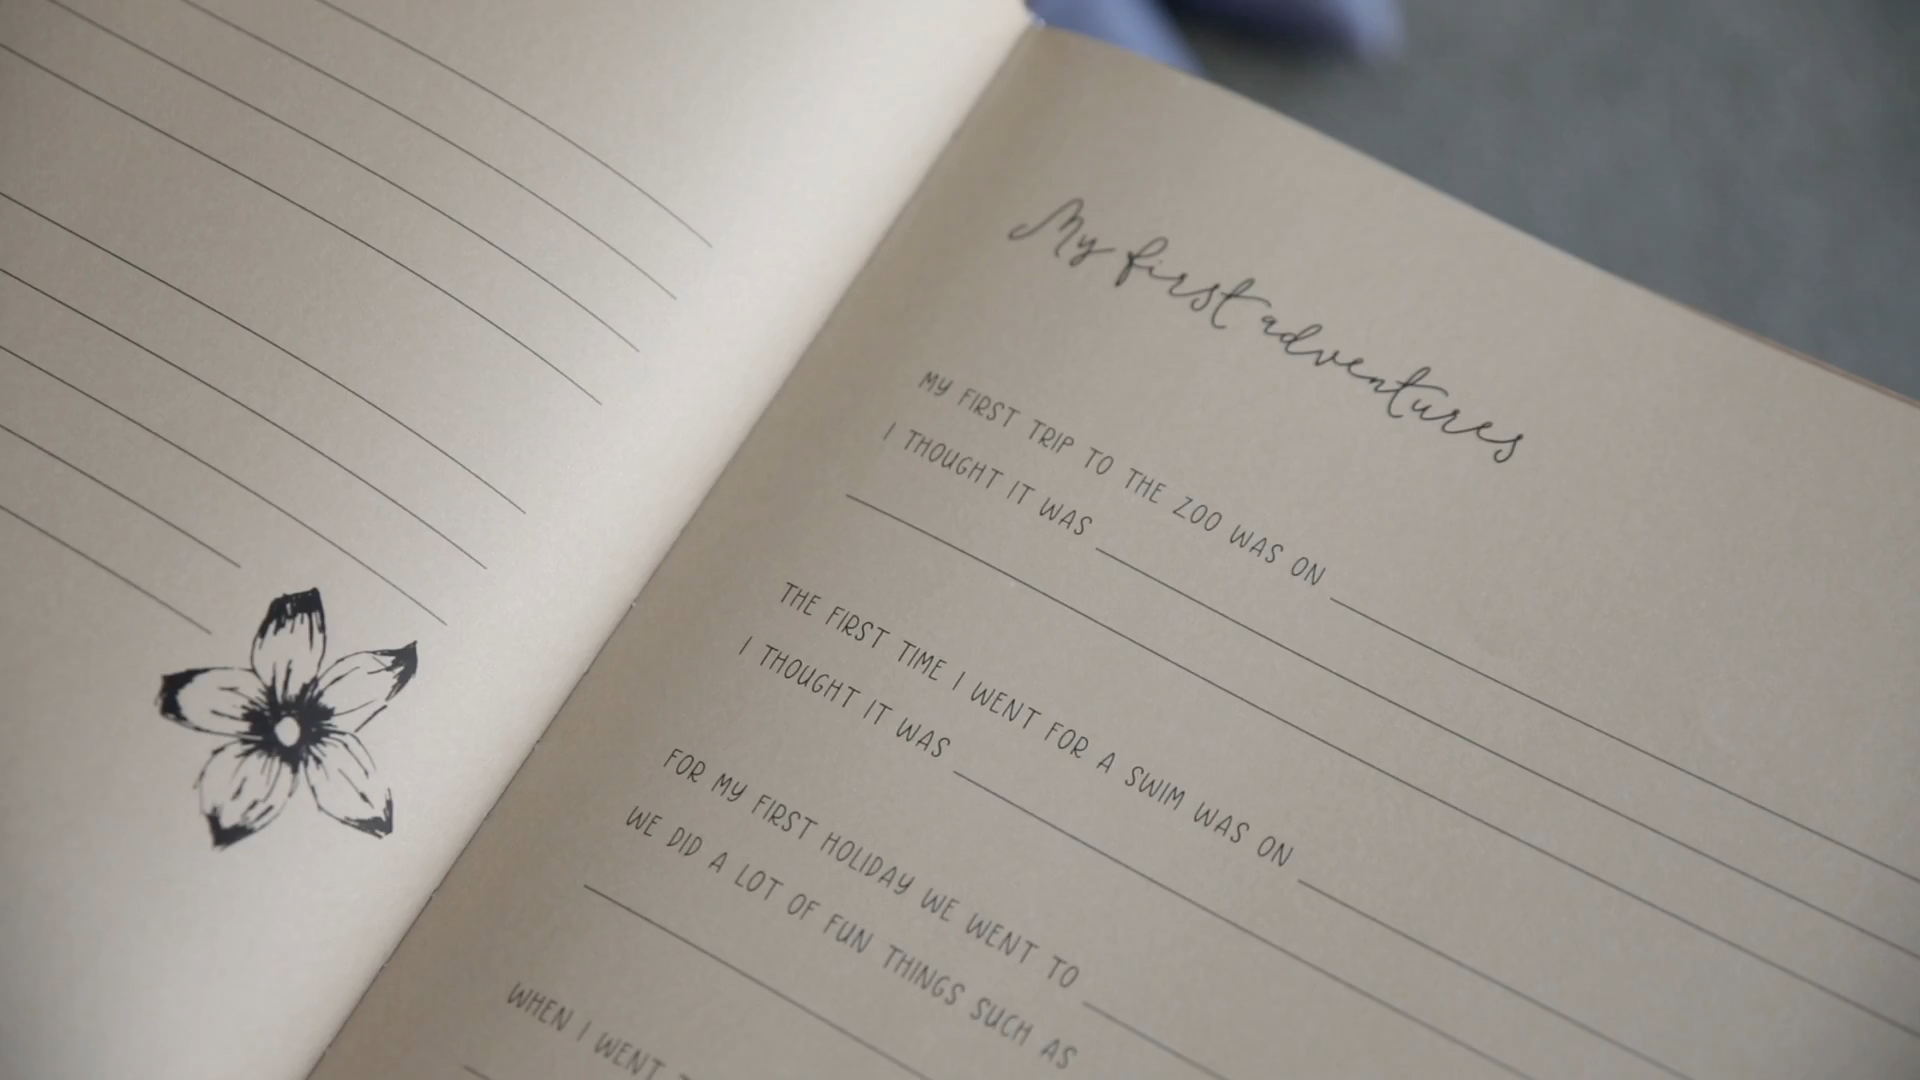 My first adventures
MY FIRST TRIP TO THE ZOO WAS ON
I THOUGHT IT WAS
THE FIRST TIME I WENT FOR A SWIM WAS ON
I THOUGHT IT WAS
FOR MY FIRST HOLIDAY WE WENT TO
WE DID A LOT OF FUN THINGS SUCH AS
WHEN I WENT